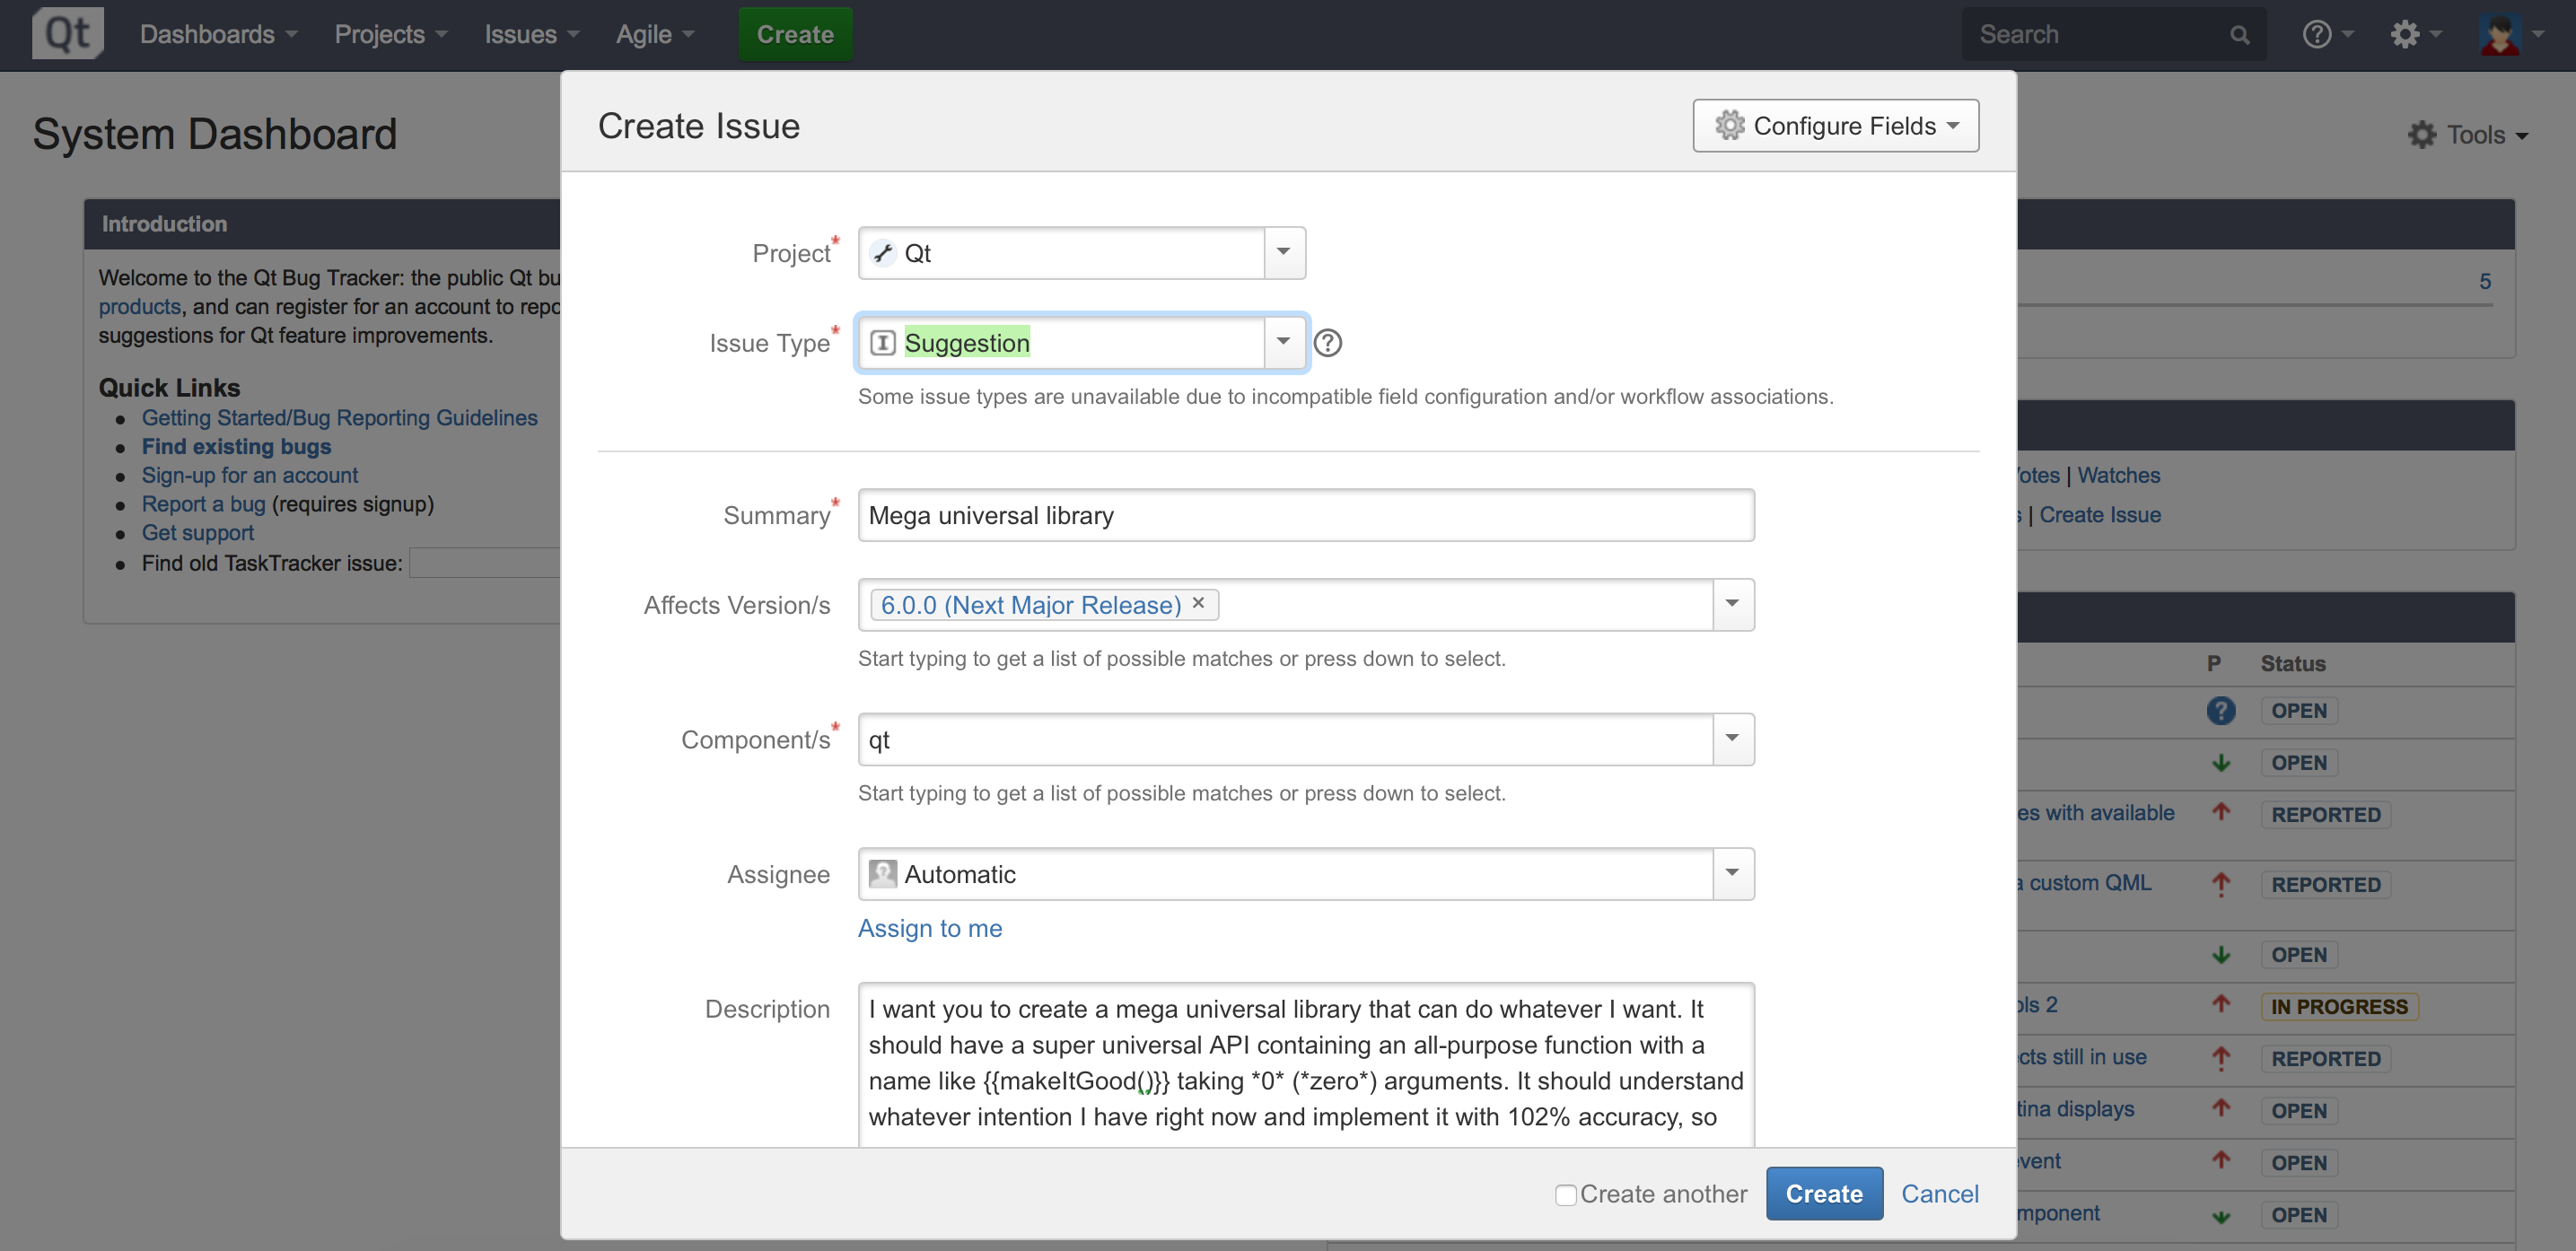 Qt Dashboards Projects Issues Agile Create Search
System Dashboard
Tools
Create Issue
Configure Fields
Introduction
Welcome to the Qt Bug Tracker: the public Qt bu
products, and can register for an account to repo
suggestions for Qt feature improvements.
Quick Links
Getting Started/Bug Reporting Guidelines
Find existing bugs
Sign-up for an account
Report a bug (requires signup)
Get support
Find old TaskTracker issue:
Project*
Qt
Issue Type*
Suggestion
Some issue types are unavailable due to incompatible field configuration and/or workflow associations.
Summary*
Mega universal library
Affects Version/s
6.0.0 (Next Major Release) ×
Start typing to get a list of possible matches or press down to select.
Component/s*
qt
Start typing to get a list of possible matches or press down to select.
Assignee
Automatic
Assign to me
Description
I want you to create a mega universal library that can do whatever I want. It
should have a super universal API containing an all-purpose function with a
name like {{makeItGood()}} taking *0* (*zero*) arguments. It should understand
whatever intention I have right now and implement it with 102% accuracy, so
Create another Create Cancel
5
otes | Watches
s | Create Issue
P Status
OPEN
OPEN
es with available REPORTED
a custom QML REPORTED
OPEN
ols 2 IN PROGRESS
cts still in use REPORTED
tina displays OPEN
event OPEN
mponent OPEN